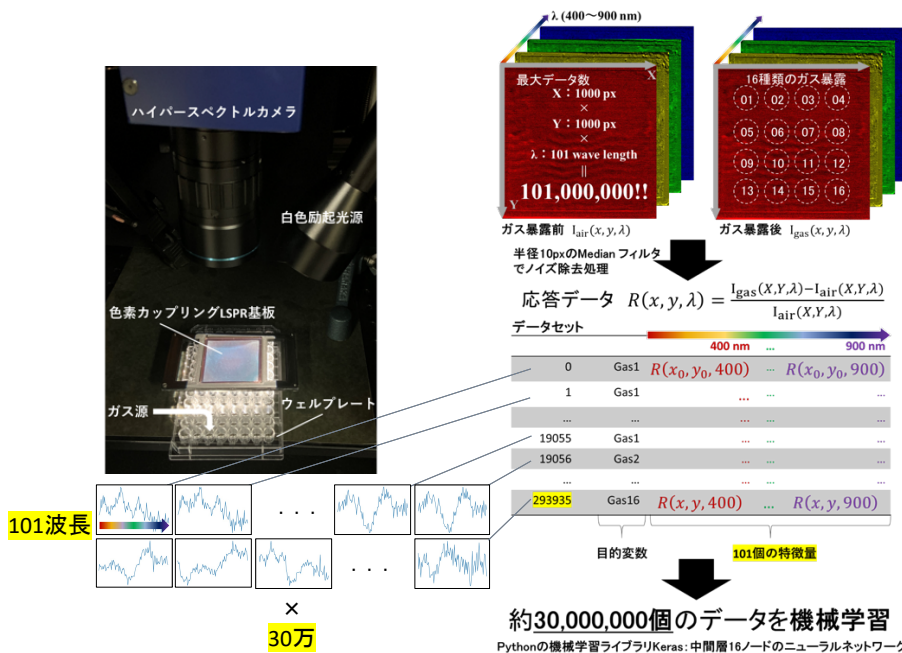 ハイパースペクトルカメラ
白色励起光源
色素カップリングLSPR基板
ガス源
ウェルプレート
101波長
. . .
. . .
×
30万
λ (400～900 nm)
X
最大データ数
X：1000 px
×
Y：1000 px
×
λ：101 wave length
||
101,000,000!!
Y
16種類のガス暴露
01 02 03 04
05 06 07 08
09 10 11 12
13 14 15 16
ガス暴露前 I_air(x, y, λ)
ガス暴露後 I_gas(x, y, λ)
半径10pxのMedian フィルタ
でノイズ除去処理
応答データ R(x, y, λ) = (I_gas(X,Y,λ)−I_air(X,Y,λ)) / I_air(X,Y,λ)
データセット
400 nm ... 900 nm
0 Gas1 R(x₀, y₀, 400) ... R(x₀, y₀, 900)
1 Gas1 ... ... ...
... ... ... ... ...
19055 Gas1 ... ... ...
19056 Gas2 ... ... ...
... ... ... ... ...
293935 Gas16 R(x, y, 400) ... R(x, y, 900)
目的変数
101個の特徴量
約30,000,000個のデータを機械学習
Pythonの機械学習ライブラリKeras：中間層16ノードのニューラルネットワーク